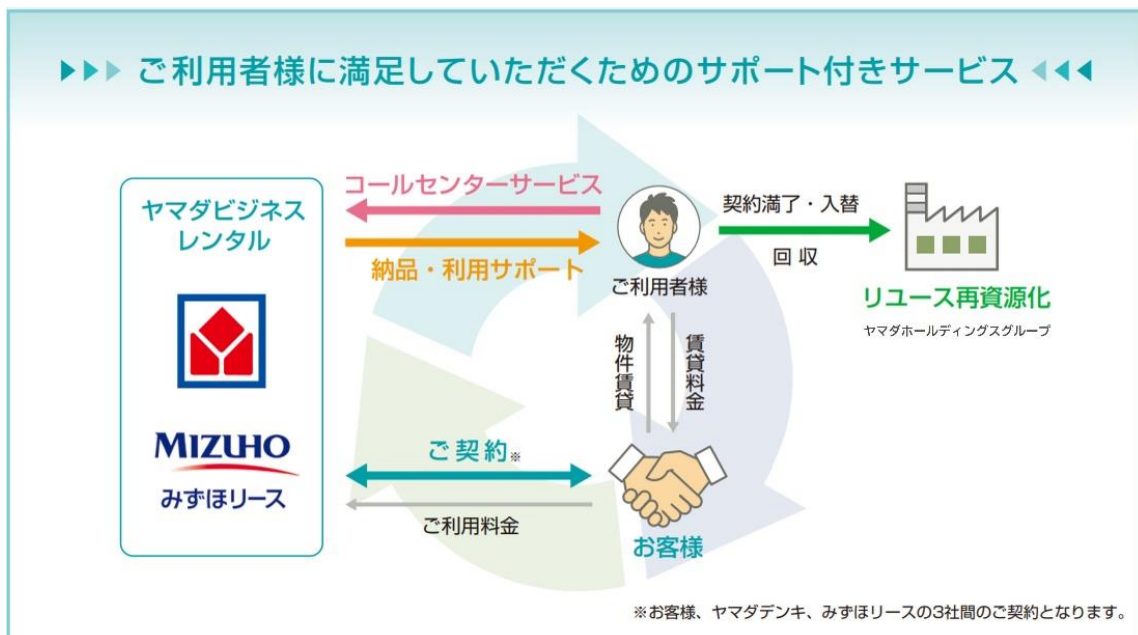 ご利用者様に満足していただくためのサポート付きサービス
ヤマダビジネス
レンタル
MIZUHO
みずほリース
コールセンターサービス
納品・利用サポート
ご利用者様
契約満了・入替
回収
リユース再資源化
ヤマダホールディングスグループ
物件賃貸
賃貸料金
ご契約※
ご利用料金
お客様
※お客様、ヤマダデンキ、みずほリースの3社間のご契約となります。